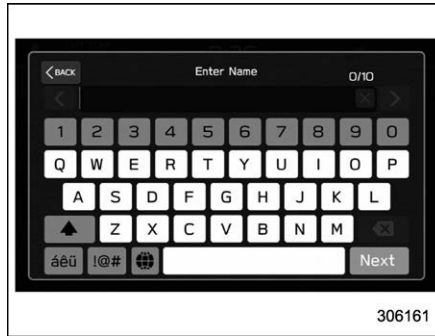 BACK Enter Name 0/10
1 2 3 4 5 6 7 8 9 0
Q W E R T Y U I O P
A S D F G H J K L
Z X C V B N M
áêü !@# Next
306161